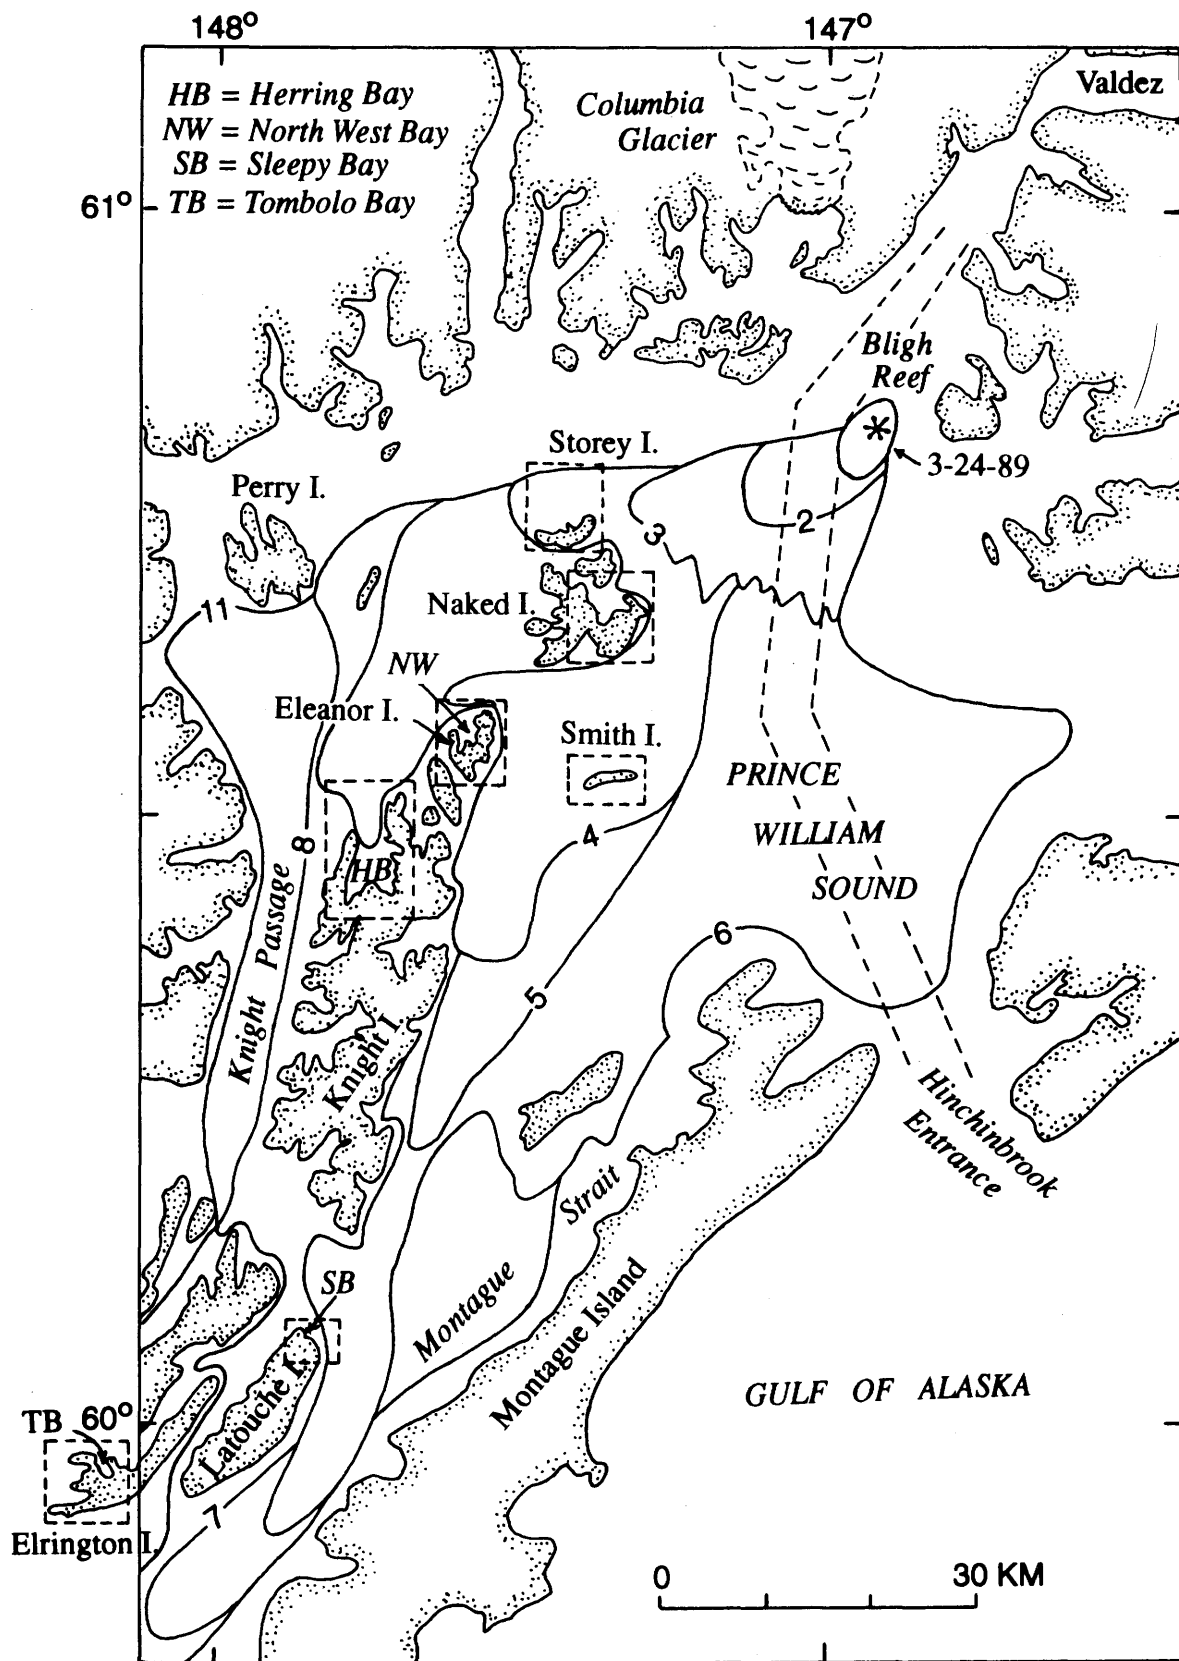 148° 147°
HB = Herring Bay
NW = North West Bay
SB = Sleepy Bay
TB = Tombolo Bay
Columbia
Glacier
Valdez
61°
Bligh
Reef
Storey I.
3-24-89
Perry I.
2
3
11
Naked I.
NW
Eleanor I.
Smith I.
PRINCE
WILLIAM
SOUND
4
8
HB
Knight Passage
6
5
Knight I.
Hinchinbrook
Entrance
Montague Strait
SB
Montague Island
GULF OF ALASKA
TB 60°
Latouche I.
7
Elrington I.
0 30 KM